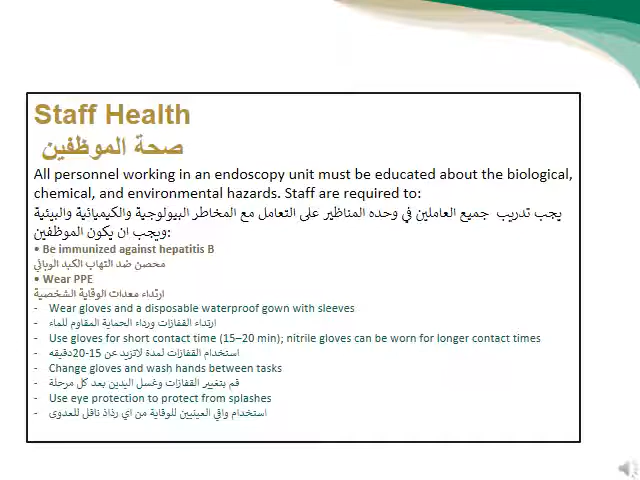 Staff Health
صحة الموظفين
All personnel working in an endoscopy unit must be educated about the biological,
chemical, and environmental hazards. Staff are required to:
يجب تدريب جميع العاملين في وحده المناظير على التعامل مع المخاطر البيولوجية والكيميائية والبيئية
ويجب ان يكون الموظفين:
• Be immunized against hepatitis B
محصن ضد التهاب الكبد الوبائي
• Wear PPE
ارتداء معدات الوقاية الشخصية
- Wear gloves and a disposable waterproof gown with sleeves
- ارتداء القفازات ورداء الحماية المقاوم للماء
- Use gloves for short contact time (15–20 min); nitrile gloves can be worn for longer contact times
- استخدام القفازات لمدة لاتزيد عن 15-20دقيقه
- Change gloves and wash hands between tasks
- قم بتغيير القفازات وغسل اليدين بعد كل مرحلة
- Use eye protection to protect from splashes
- استخدام واقي العينيين للوقاية من اي رذاذ ناقل للعدوى